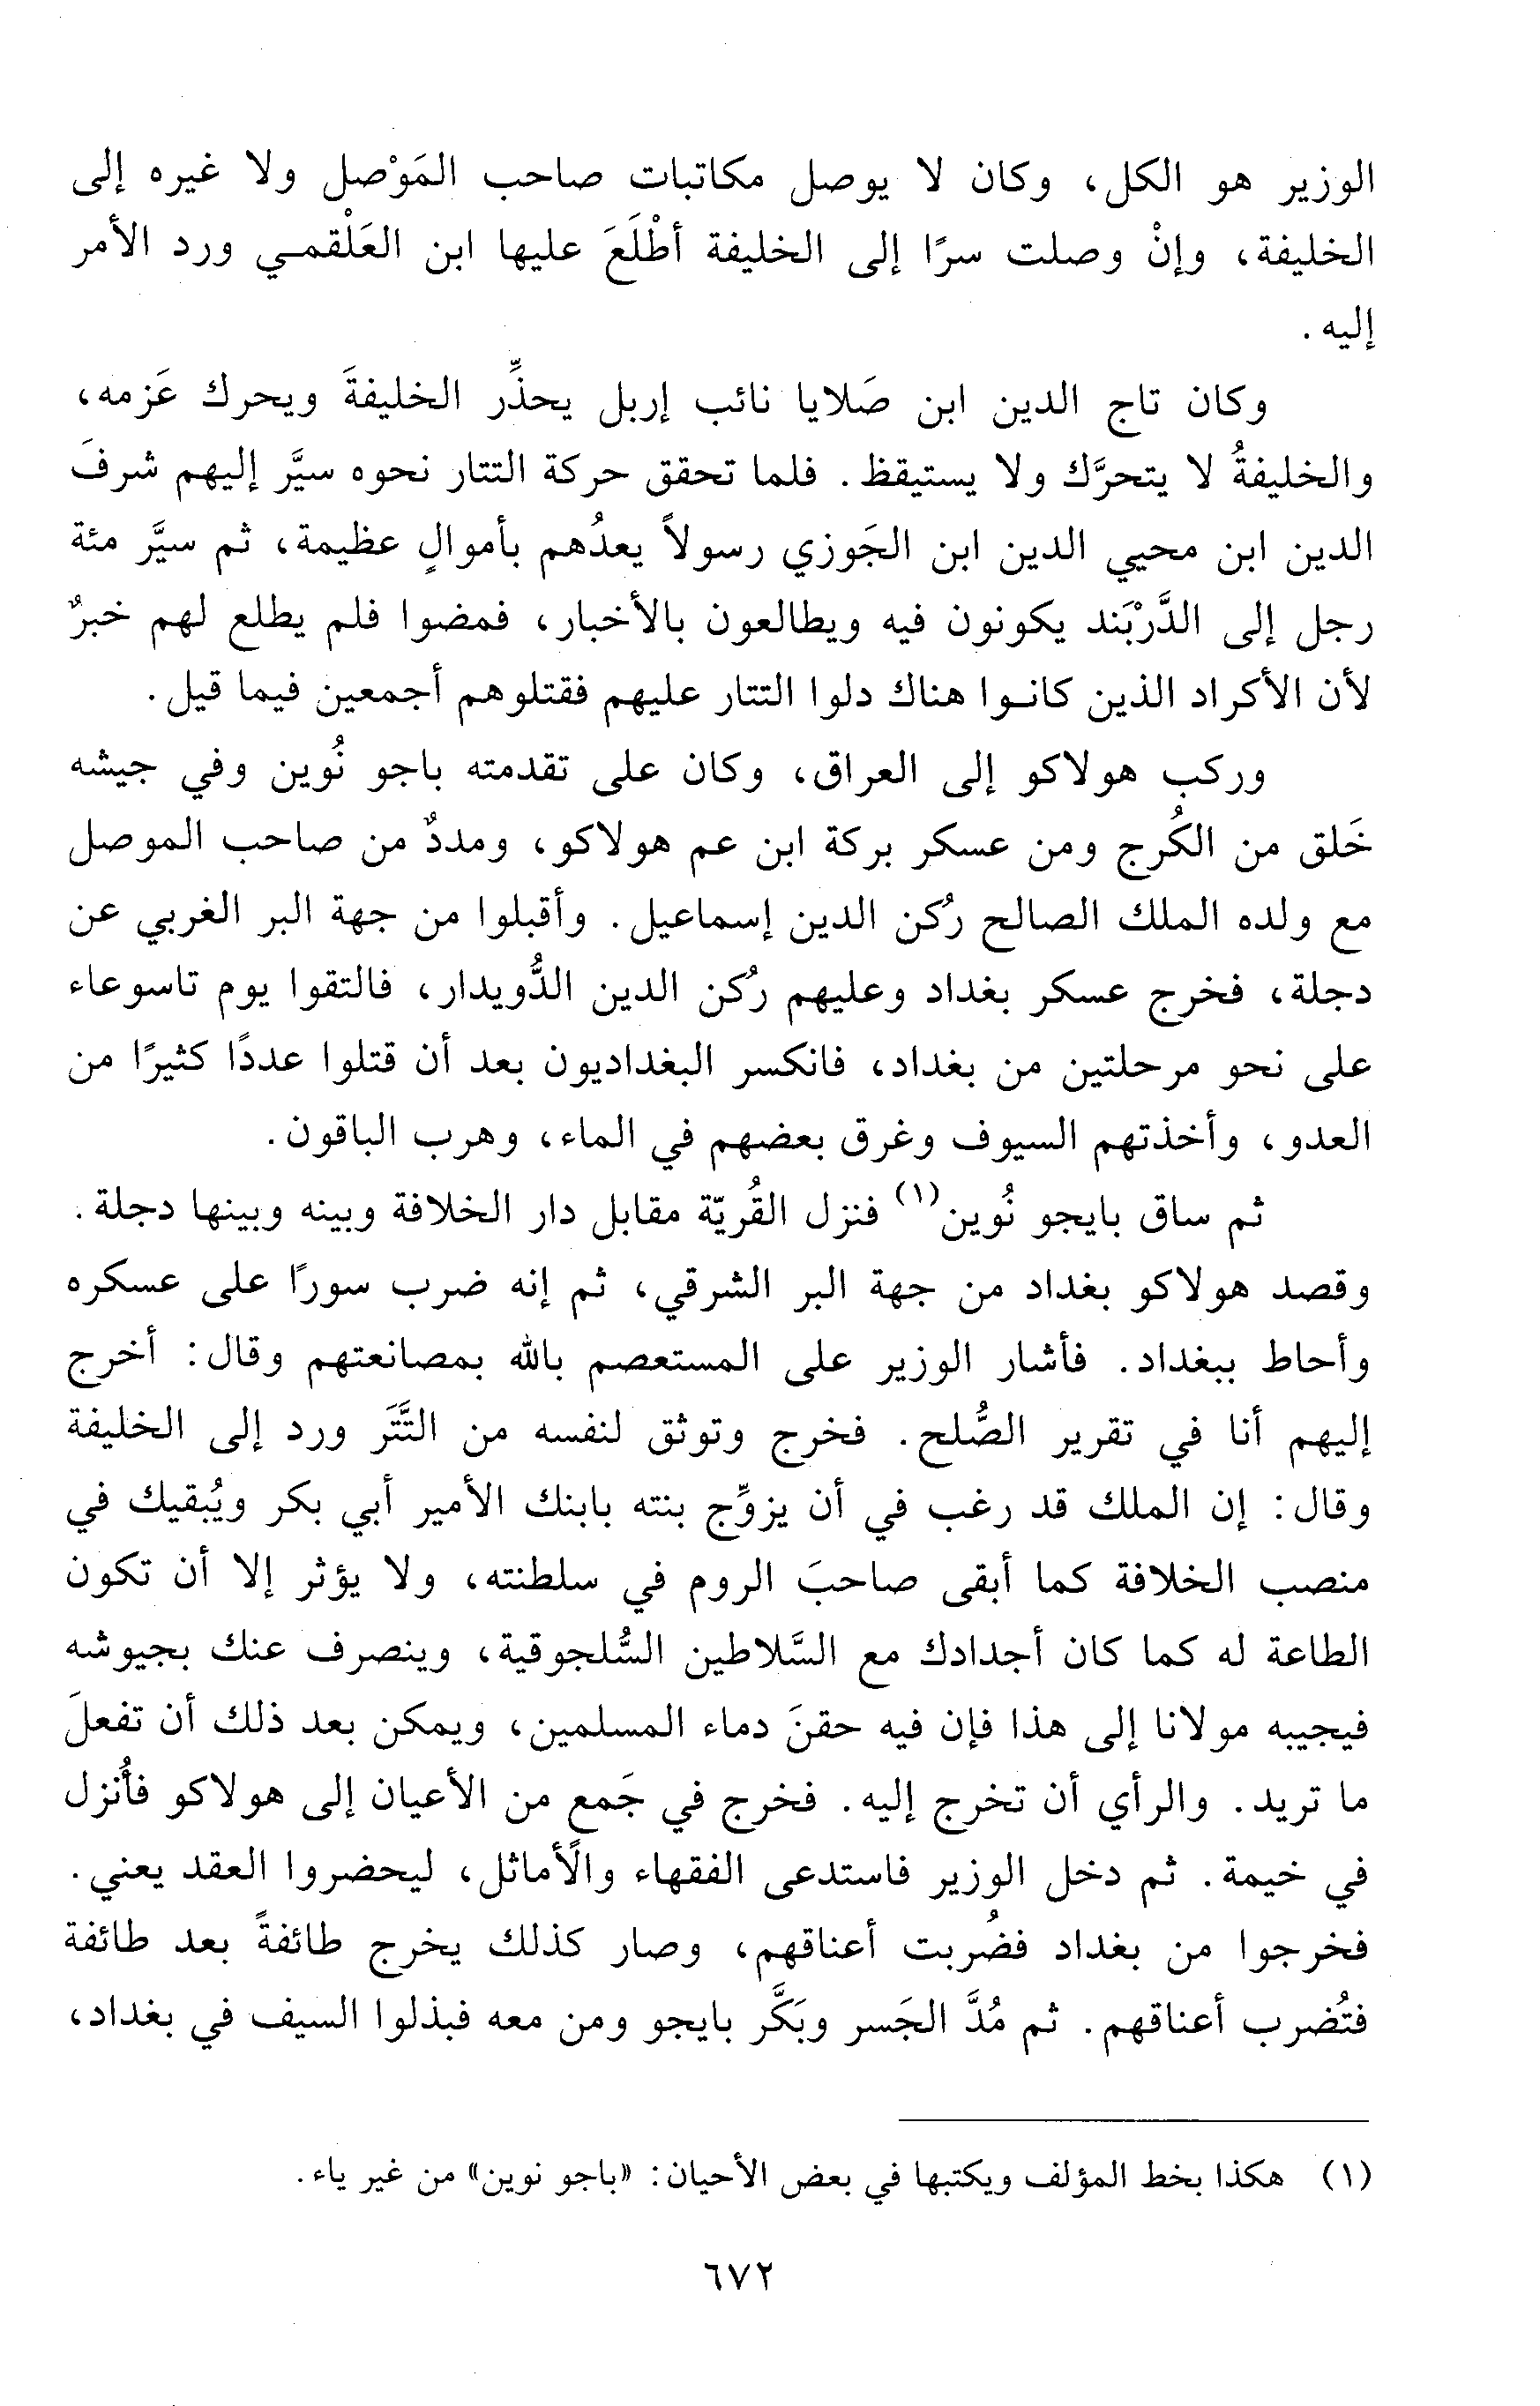 الوزير هو الكل، وكان لا يوصل مكاتبات صاحب المَوْصل ولا غيره إلى
الخليفة، وإنْ وصلت سرًا إلى الخليفة أطْلَعَ عليها ابن العَلْقمـي ورد الأمر
إليه.
وكان تاج الدين ابن صَلايا نائب إربل يحذِّر الخليفةَ ويحرك عَزمه،
والخليفةُ لا يتحرَّك ولا يستيقظ. فلما تحقق حركة التتار نحوه سيَّر إليهم شرفَ
الدين ابن محيي الدين ابن الجَوزي رسولاً يعدُهم بأموالٍ عظيمة، ثم سيَّر مئة
رجل إلى الدَّرْبَند يكونون فيه ويطالعون بالأخبار، فمضوا فلم يطلع لهم خبرٌ
لأن الأكراد الذين كانـوا هناك دلوا التتار عليهم فقتلوهم أجمعين فيما قيل.
وركب هولاكو إلى العراق، وكان على تقدمته باجو نُوين وفي جيشه
خَلق من الكُرج ومن عسكر بركة ابن عم هولاكو، ومددٌ من صاحب الموصل
مع ولده الملك الصالح رُكن الدين إسماعيل. وأقبلوا من جهة البر الغربي عن
دجلة، فخرج عسكر بغداد وعليهم رُكن الدين الدُّويدار، فالتقوا يوم تاسوعاء
على نحو مرحلتين من بغداد، فانكسر البغداديون بعد أن قتلوا عددًا كثيرًا من
العدو، وأخذتهم السيوف وغرق بعضهم في الماء، وهرب الباقون.
ثم ساق بايجو نُوين(١) فنزل القُريّة مقابل دار الخلافة وبينه وبينها دجلة.
وقصد هولاكو بغداد من جهة البر الشرقي، ثم إنه ضرب سورًا على عسكره
وأحاط ببغداد. فأشار الوزير على المستعصم بالله بمصانعتهم وقال: أخرج
إليهم أنا في تقرير الصُّلح. فخرج وتوثق لنفسه من التَّتَر ورد إلى الخليفة
وقال: إن الملك قد رغب في أن يزوِّج بنته بابنك الأمير أبي بكر ويُبقيك في
منصب الخلافة كما أبقى صاحبَ الروم في سلطنته، ولا يؤثر إلا أن تكون
الطاعة له كما كان أجدادك مع السَّلاطين السُّلجوقية، وينصرف عنك بجيوشه
فيجيبه مولانا إلى هذا فإن فيه حقنَ دماء المسلمين، ويمكن بعد ذلك أن تفعلَ
ما تريد. والرأي أن تخرج إليه. فخرج في جَمع من الأعيان إلى هولاكو فأُنزل
في خيمة. ثم دخل الوزير فاستدعى الفقهاء والأماثل، ليحضروا العقد يعني.
فخرجوا من بغداد فضُربت أعناقهم، وصار كذلك يخرج طائفةً بعد طائفة
فتُضرب أعناقهم. ثم مُدَّ الجَسر وبَكَّر بايجو ومن معه فبذلوا السيف في بغداد،
(١) هكذا بخط المؤلف ويكتبها في بعض الأحيان: «باجو نوين» من غير ياء.
٦٧٢